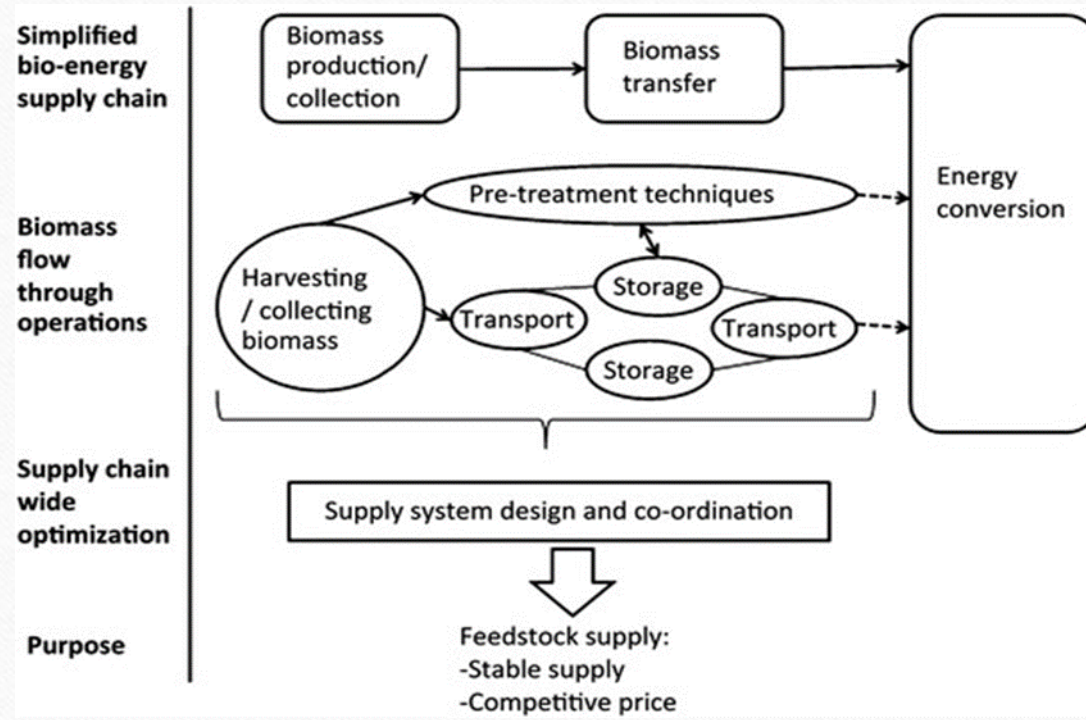 Simplified
bio-energy
supply chain
Biomass
production/
collection
Biomass
transfer
Energy
conversion
Biomass
flow
through
operations
Pre-treatment techniques
Harvesting
/ collecting
biomass
Storage
Transport
Transport
Storage
Supply chain
wide
optimization
Supply system design and co-ordination
Purpose
Feedstock supply:
-Stable supply
-Competitive price